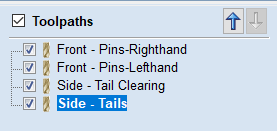 Toolpaths
Front - Pins-Righthand
Front - Pins-Lefthand
Side - Tail Clearing
Side - Tails